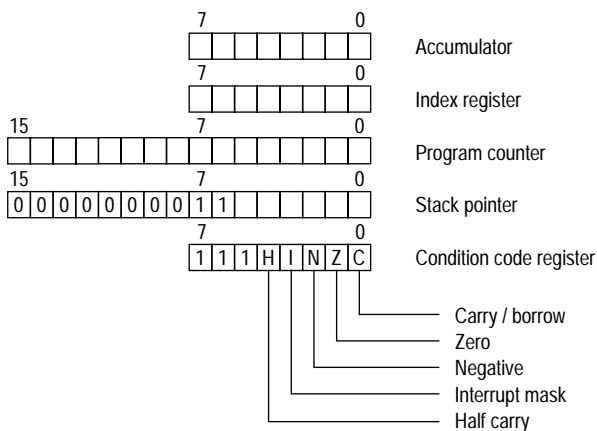 7 0
Accumulator
7 0
Index register
15 7 0
Program counter
15 7 0
0 0 0 0 0 0 0 0 1 1 Stack pointer
7 0
1 1 1 H I N Z C Condition code register
Carry / borrow
Zero
Negative
Interrupt mask
Half carry